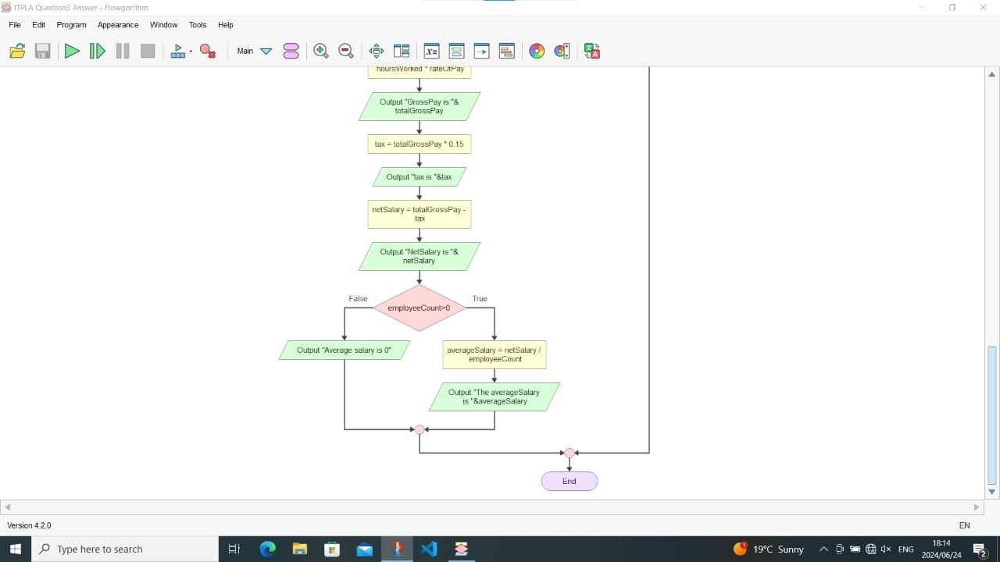 ITPLA Question3 Answer - Flowgorithm
File Edit Program Appearance Window Tools Help
Main
hoursWorked * rateOfPay
Output "GrossPay is "&
totalGrossPay
tax = totalGrossPay * 0.15
Output "tax is "&tax
netSalary = totalGrossPay -
tax
Output "NetSalary is "&
netSalary
False
True
employeeCount>0
Output "Average salary is 0"
averageSalary = netSalary /
employeeCount
Output "The averageSalary
is "&averageSalary
End
Version 4.2.0
EN
Type here to search
1
19°C Sunny
ENG
18:14
2024/06/24
2